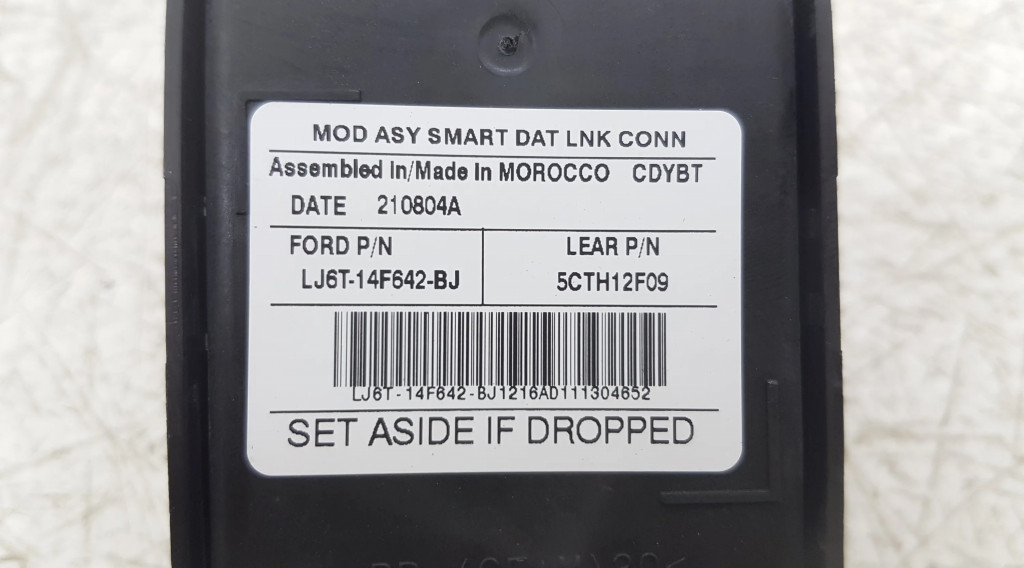 MOD ASY SMART DAT LNK CONN
Assembled In/Made In MOROCCO CDYBT
DATE 210804A
FORD P/N LEAR P/N
LJ6T-14F642-BJ 5CTH12F09
LJ6T-14F642-BJ1216AD111304652
SET ASIDE IF DROPPED